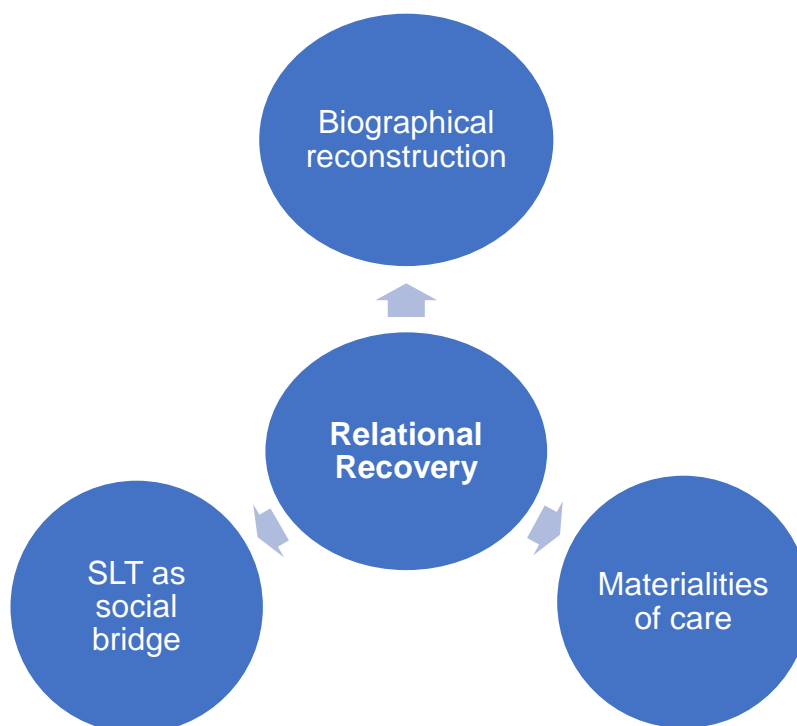 Biographical
reconstruction
Relational
Recovery
SLT as
social
bridge
Materialities
of care